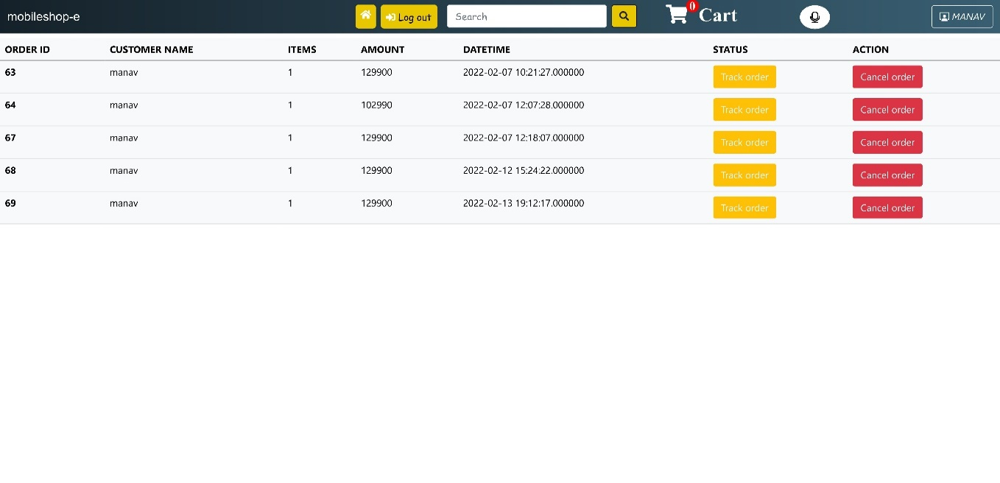 mobileshop-e Log out Search 0 Cart MANAV
ORDER ID CUSTOMER NAME ITEMS AMOUNT DATETIME STATUS ACTION
63 manav 1 129900 2022-02-07 10:21:27.000000 Track order Cancel order
64 manav 1 102990 2022-02-07 12:07:28.000000 Track order Cancel order
67 manav 1 129900 2022-02-07 12:18:07.000000 Track order Cancel order
68 manav 1 129900 2022-02-12 15:24:22.000000 Track order Cancel order
69 manav 1 129900 2022-02-13 19:12:17.000000 Track order Cancel order